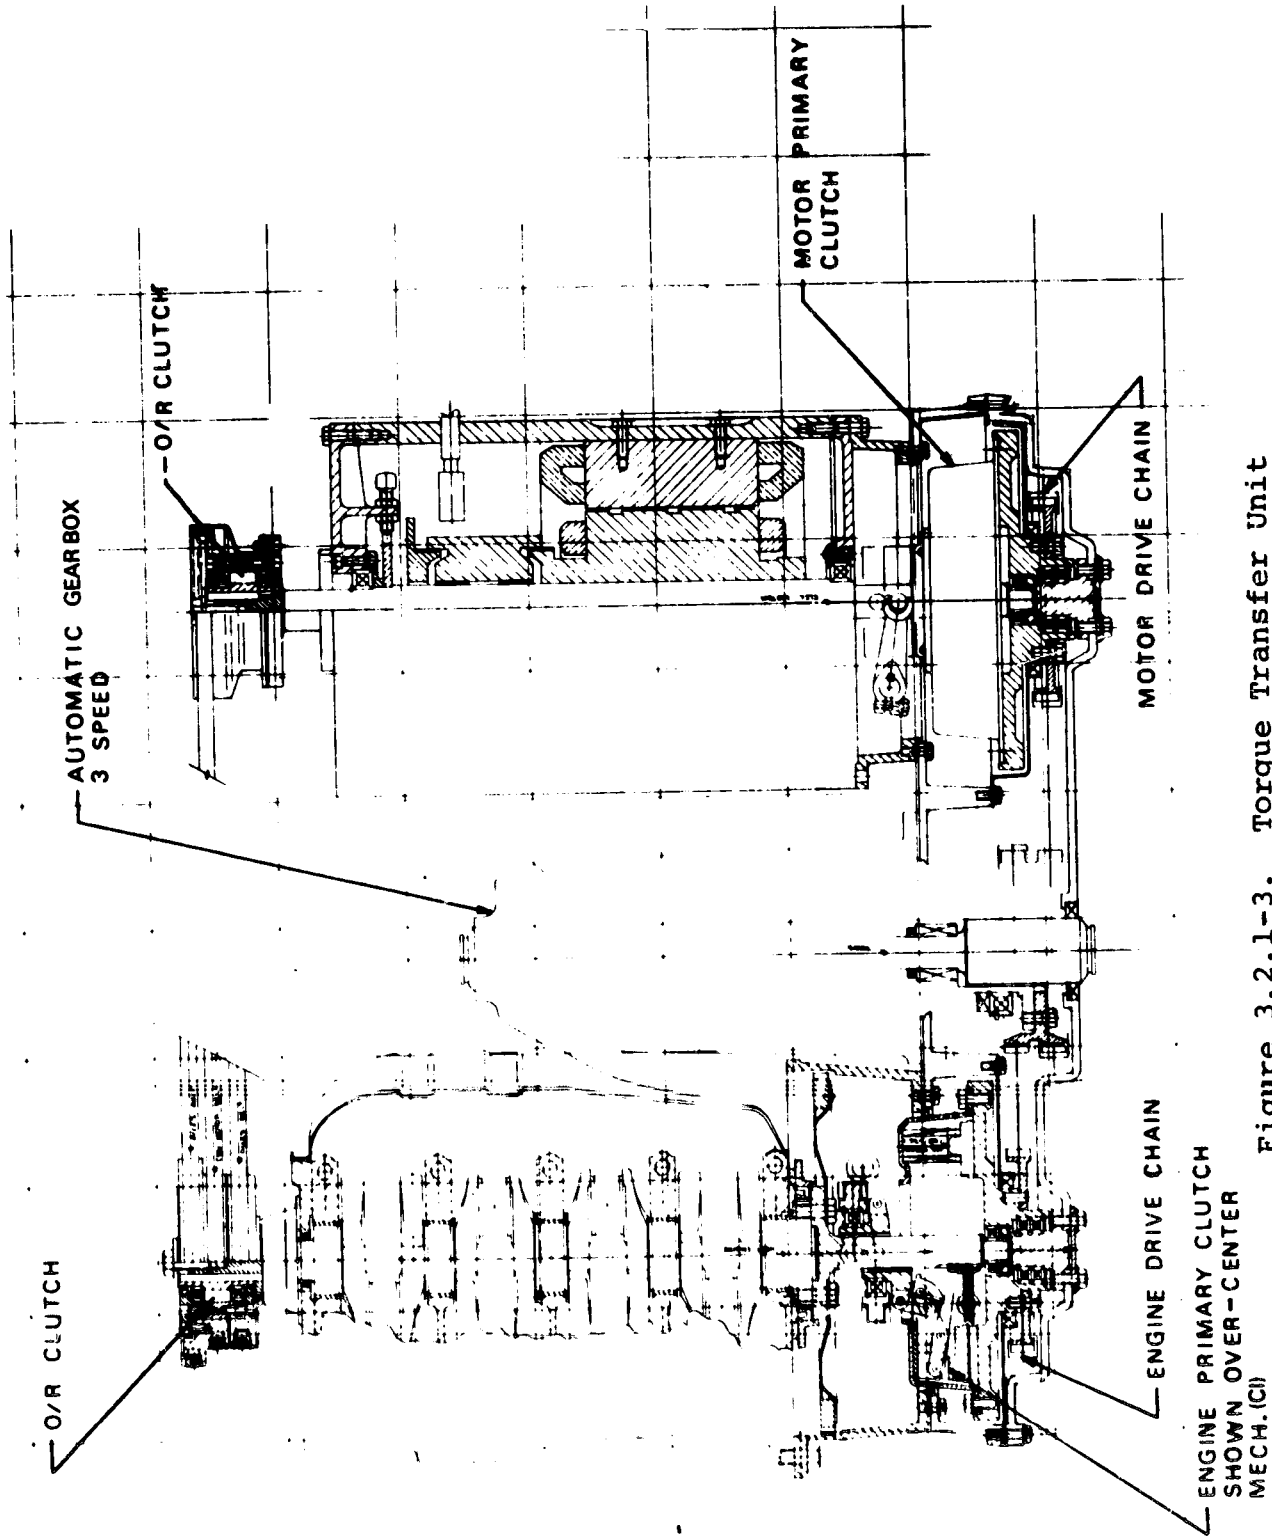 O/R CLUTCH
AUTOMATIC GEARBOX
3 SPEED
O/R CLUTCH
MOTOR PRIMARY
CLUTCH
MOTOR DRIVE CHAIN
ENGINE DRIVE CHAIN
ENGINE PRIMARY CLUTCH
SHOWN OVER-CENTER
MECH.(CI)
Figure 3.2.1-3. Torque Transfer Unit